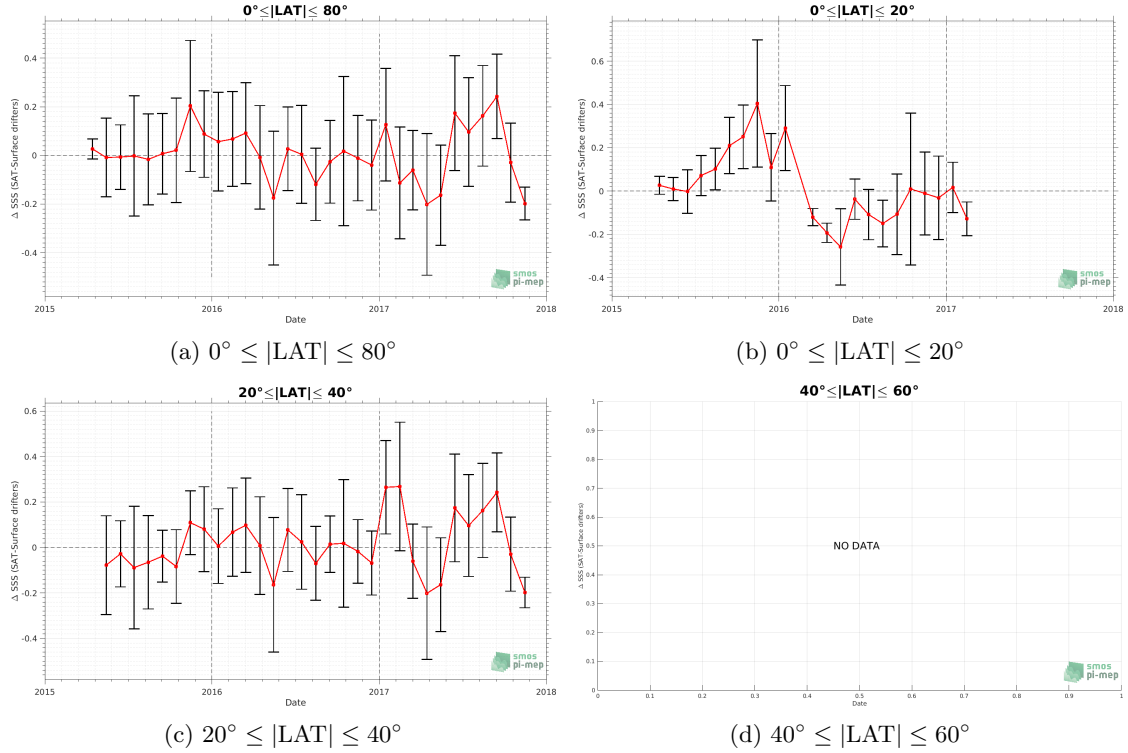 0°≤|LAT|≤ 80°
Δ SSS (SAT-Surface drifters)
0.4
0.2
0
-0.2
-0.4
2015
2016
2017
2018
Date
smos
pi-mep
(a) 0° ≤ |LAT| ≤ 80°
0°≤|LAT|≤ 20°
Δ SSS (SAT-Surface drifters)
0.6
0.4
0.2
0
-0.2
-0.4
2015
2016
2017
2018
Date
smos
pi-mep
(b) 0° ≤ |LAT| ≤ 20°
20°≤|LAT|≤ 40°
Δ SSS (SAT-Surface drifters)
0.6
0.4
0.2
0
-0.2
-0.4
2015
2016
2017
2018
Date
smos
pi-mep
(c) 20° ≤ |LAT| ≤ 40°
40°≤|LAT|≤ 60°
Δ SSS (SAT-Surface drifters)
1
0.9
0.8
0.7
0.6
0.5
0.4
0.3
0.2
0.1
0
NO DATA
0
0.1
0.2
0.3
0.4
0.5
0.6
0.7
0.8
0.9
1
Date
smos
pi-mep
(d) 40° ≤ |LAT| ≤ 60°